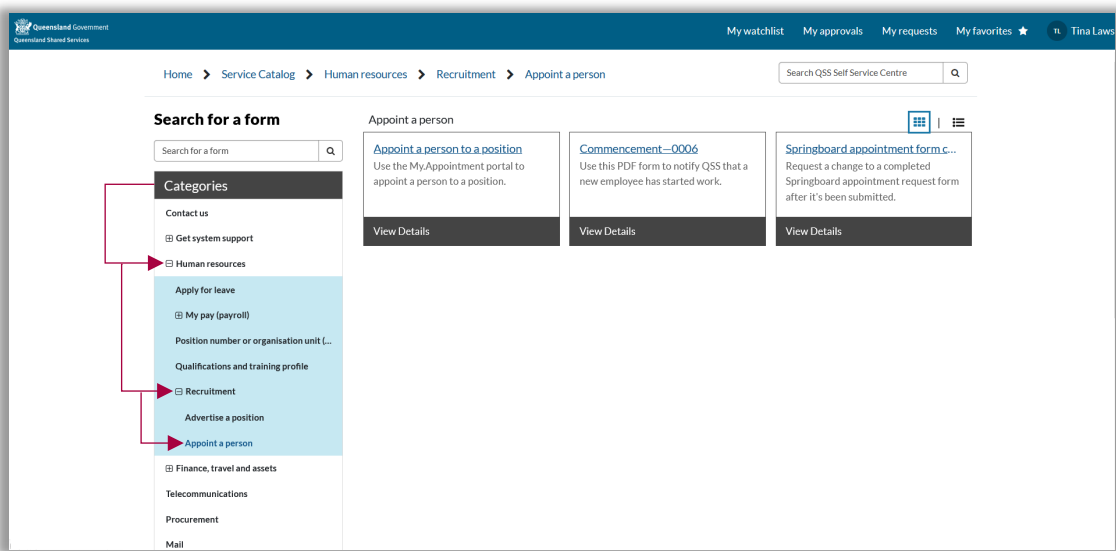 Queensland Government
Queensland Shared Services
My watchlist
My approvals
My requests
My favorites
TL
Tina Laws
Home
Service Catalog
Human resources
Recruitment
Appoint a person
Search QSS Self Service Centre
Search for a form
Search for a form
Categories
Contact us
Get system support
Human resources
Apply for leave
My pay (payroll)
Position number or organisation unit (...
Qualifications and training profile
Recruitment
Advertise a position
Appoint a person
Finance, travel and assets
Telecommunications
Procurement
Mail
Appoint a person
Appoint a person to a position
Use the My.Appointment portal to
appoint a person to a position.
View Details
Commencement—0006
Use this PDF form to notify QSS that a
new employee has started work.
View Details
Springboard appointment form c...
Request a change to a completed
Springboard appointment request form
after it's been submitted.
View Details